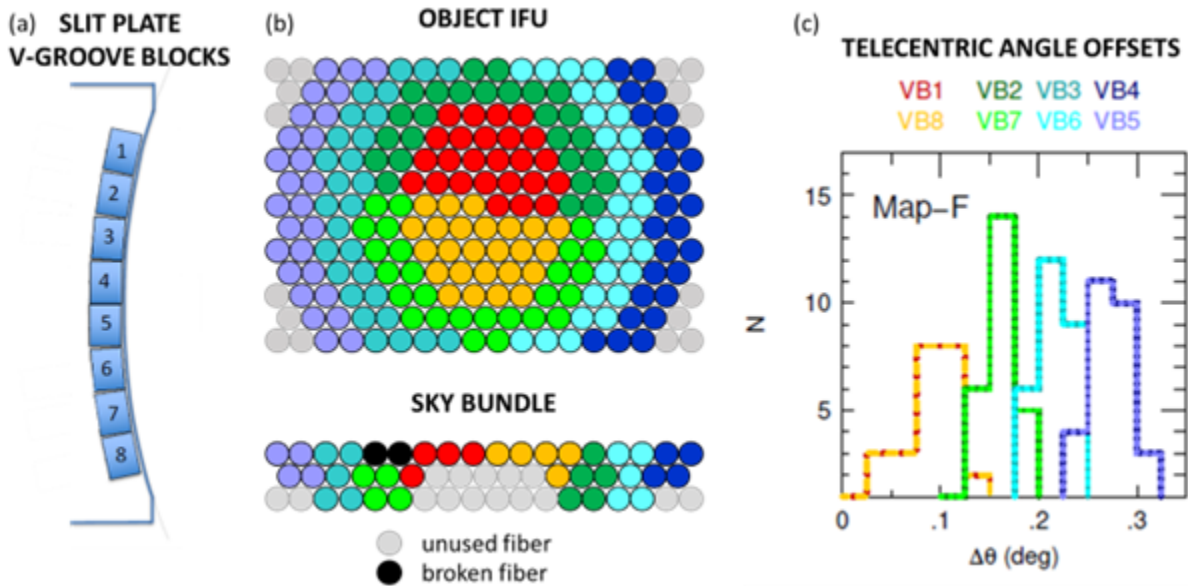 (a) SLIT PLATE
V-GROOVE BLOCKS
1
2
3
4
5
6
7
8
(b) OBJECT IFU
SKY BUNDLE
unused fiber
broken fiber
(c)
TELECENTRIC ANGLE OFFSETS
VB1 VB2 VB3 VB4
VB8 VB7 VB6 VB5
Map-F
15
10
5
N
0 .1 .2 .3
Δθ (deg)